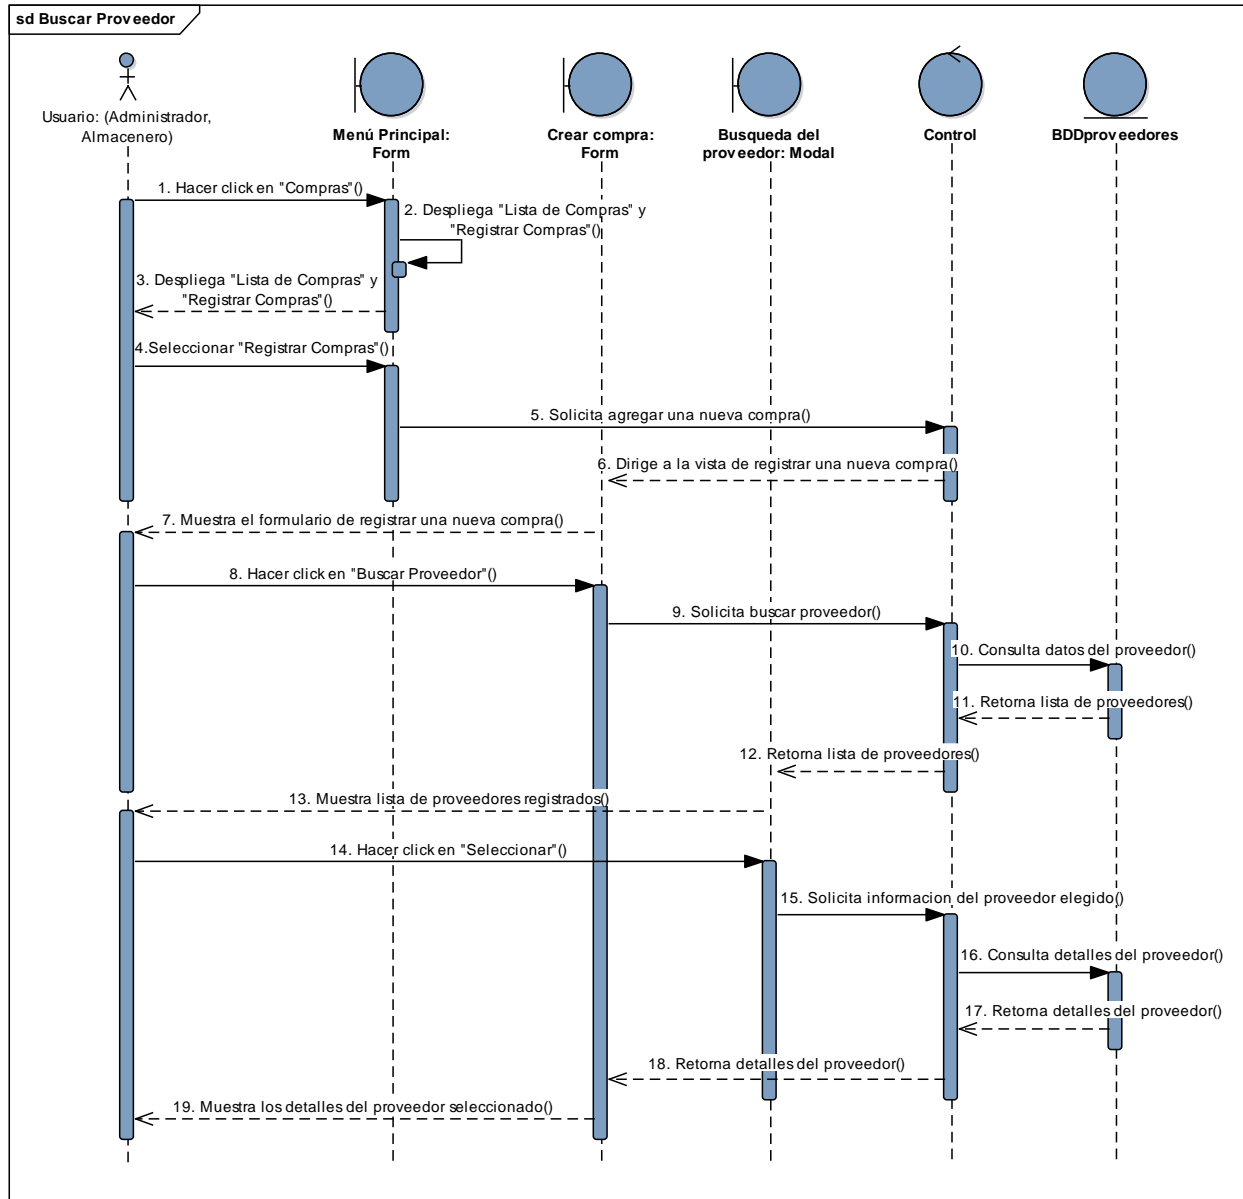 sd Buscar Proveedor
Usuario: (Administrador,
Almacenero)
Menú Principal:
Form
Crear compra:
Form
Busqueda del
proveedor: Modal
Control
BDDproveedores
1. Hacer click en "Compras"()
2. Despliega "Lista de Compras" y
"Registrar Compras"()
3. Despliega "Lista de Compras" y
"Registrar Compras"()
4.Seleccionar "Registrar Compras"()
5. Solicita agregar una nueva compra()
6. Dirige a la vista de registrar una nueva compra()
7. Muestra el formulario de registrar una nueva compra()
8. Hacer click en "Buscar Proveedor"()
9. Solicita buscar proveedor()
10. Consulta datos del proveedor()
11. Retorna lista de proveedores()
12. Retorna lista de proveedores()
13. Muestra lista de proveedores registrados()
14. Hacer click en "Seleccionar"()
15. Solicita informacion del proveedor elegido()
16. Consulta detalles del proveedor()
17. Retorna detalles del proveedor()
18. Retorna detalles del proveedor()
19. Muestra los detalles del proveedor seleccionado()